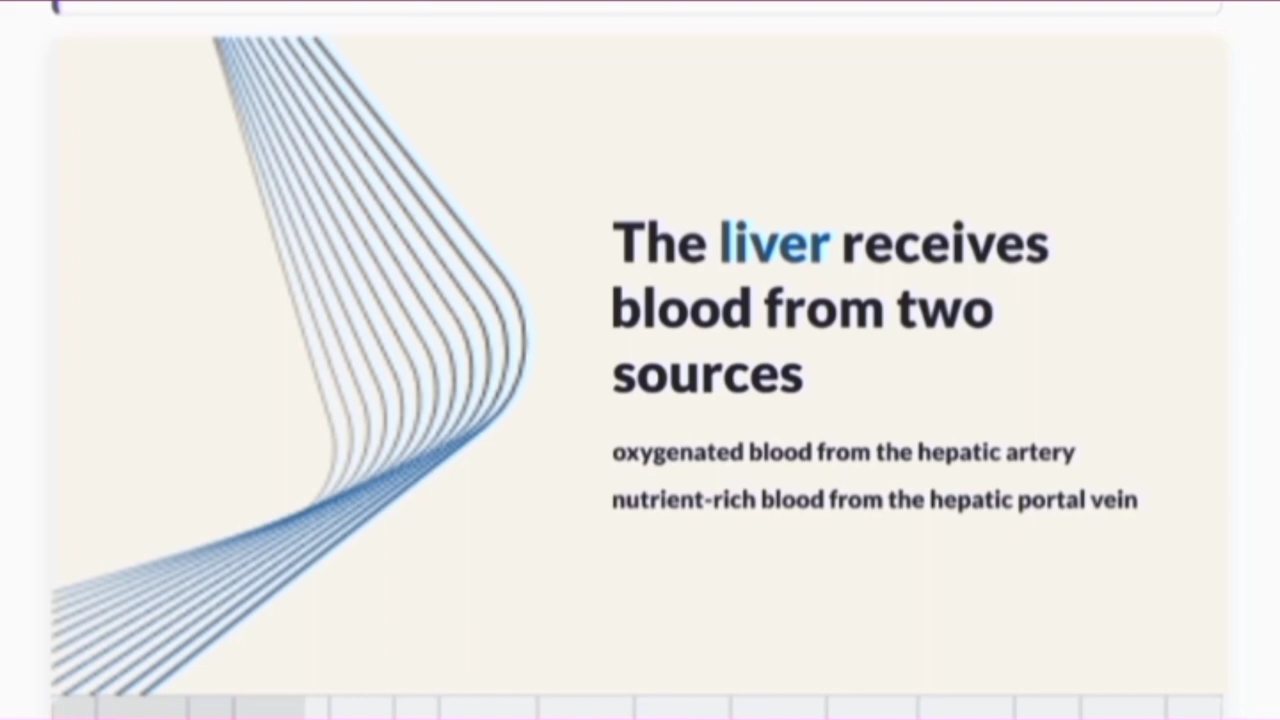 The liver receives
blood from two
sources
oxygenated blood from the hepatic artery
nutrient-rich blood from the hepatic portal vein